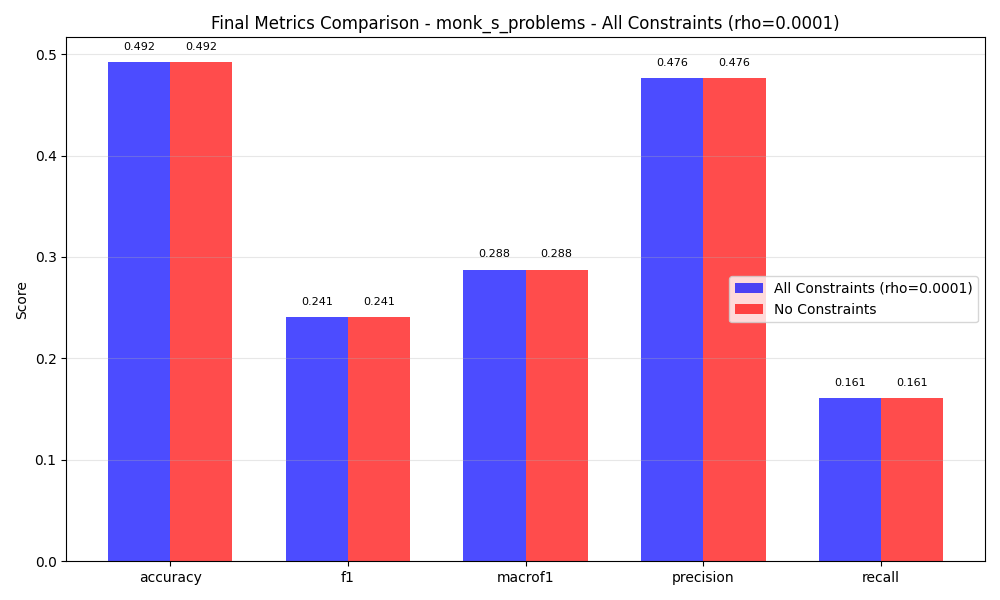 Final Metrics Comparison - monk_s_problems - All Constraints (rho=0.0001)
Score
0.5
0.4
0.3
0.2
0.1
0.0
0.492 0.492
0.241 0.241
0.288 0.288
0.476 0.476
0.161 0.161
All Constraints (rho=0.0001)
No Constraints
accuracy f1 macrof1 precision recall